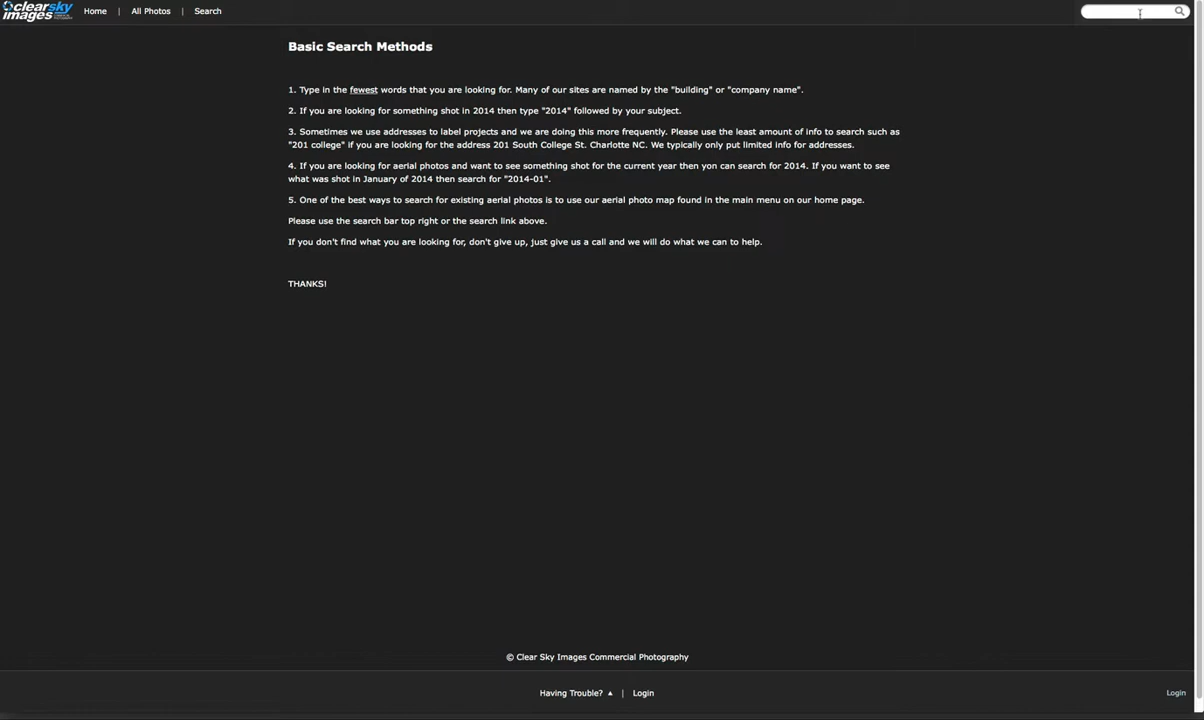 clearsky
images
Home | All Photos | Search
Basic Search Methods
1. Type in the fewest words that you are looking for. Many of our sites are named by the "building" or "company name".
2. If you are looking for something shot in 2014 then type "2014" followed by your subject.
3. Sometimes we use addresses to label projects and we are doing this more frequently. Please use the least amount of info to search such as
"201 college" if you are looking for the address 201 South College St. Charlotte NC. We typically only put limited info for addresses.
4. If you are looking for aerial photos and want to see something shot for the current year then yon can search for 2014. If you want to see
what was shot in January of 2014 then search for "2014-01".
5. One of the best ways to search for existing aerial photos is to use our aerial photo map found in the main menu on our home page.
Please use the search bar top right or the search link above.
If you don't find what you are looking for, don't give up, just give us a call and we will do what we can to help.
THANKS!
© Clear Sky Images Commercial Photography
Having Trouble? ▲ | Login
Login